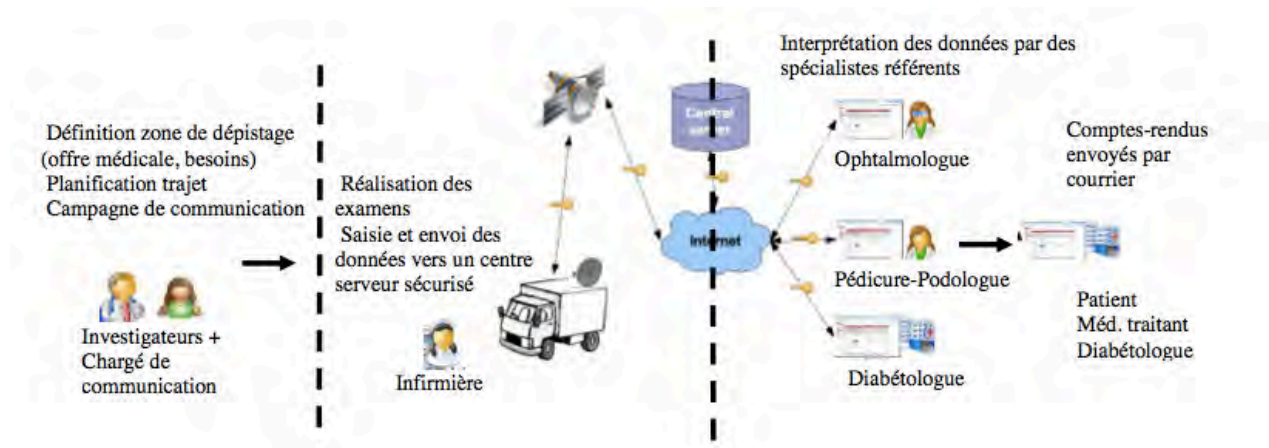 Définition zone de dépistage
(offre médicale, besoins)
Planification trajet
Campagne de communication
Investigateurs +
Chargé de
communication
Réalisation des
examens
Saisie et envoi des
données vers un centre
serveur sécurisé
Infirmière
Central
server
Internet
Interprétation des données par des
spécialistes référents
Ophtalmologue
Pédicure-Podologue
Diabétologue
Comptes-rendus
envoyés par
courrier
Patient
Méd. traitant
Diabétologue